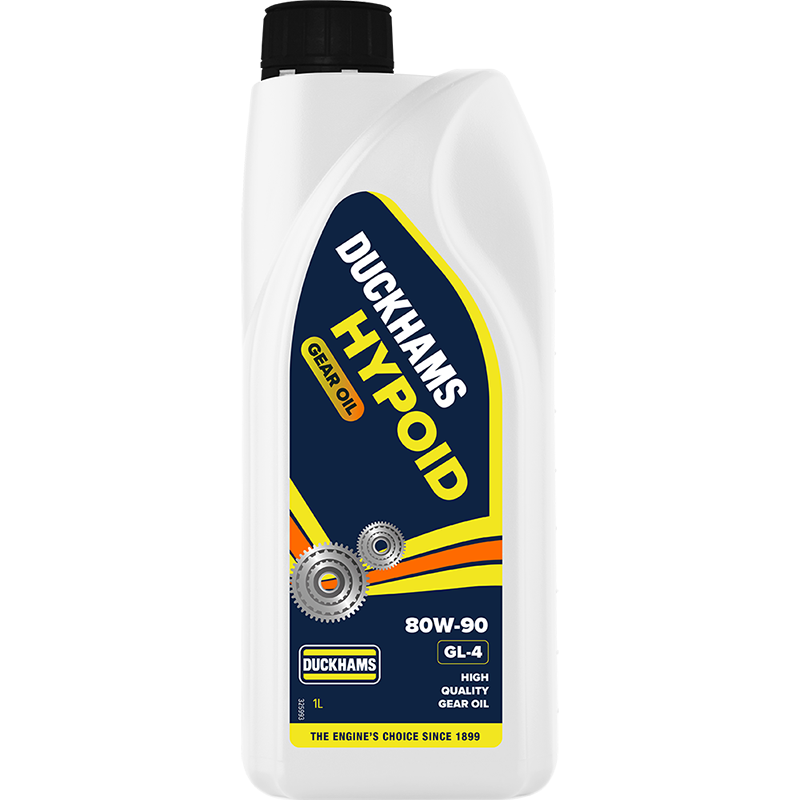 DUCKHAMS
HYPOID
GEAR OIL
80W-90
GL-4
HIGH
QUALITY
GEAR OIL
DUCKHAMS
325993
1L
THE ENGINE'S CHOICE SINCE 1899